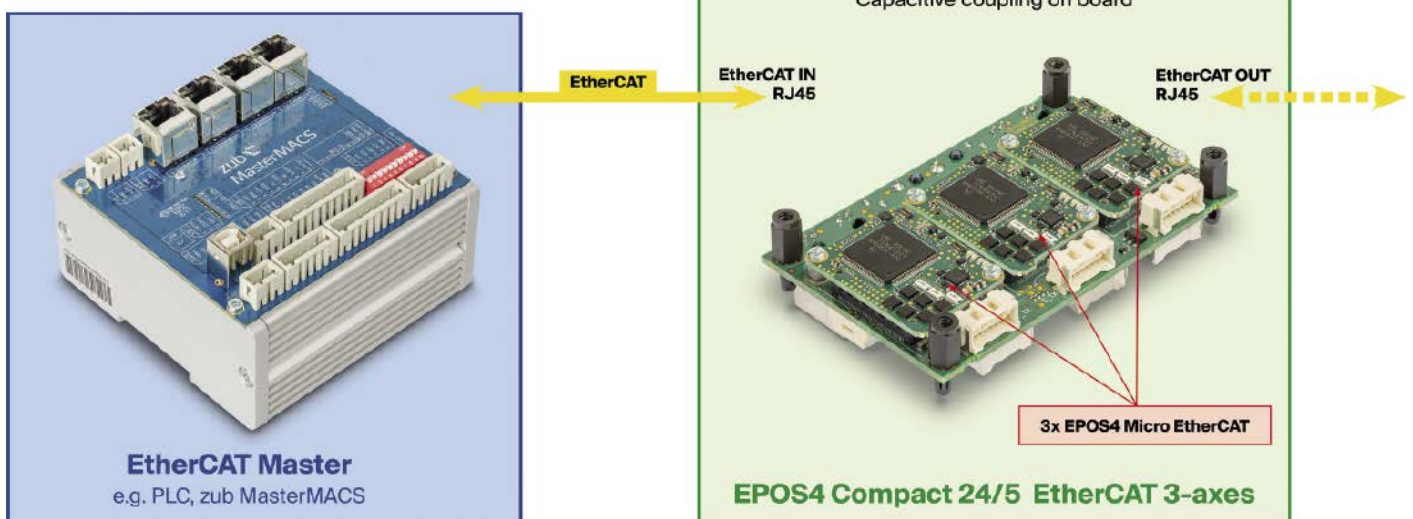 Capacitive coupling on board
EtherCAT
EtherCAT IN
RJ45
EtherCAT OUT
RJ45
zub
MasterMACS
3x EPOS4 Micro EtherCAT
EtherCAT Master
e.g. PLC, zub MasterMACS
EPOS4 Compact 24/5 EtherCAT 3-axes